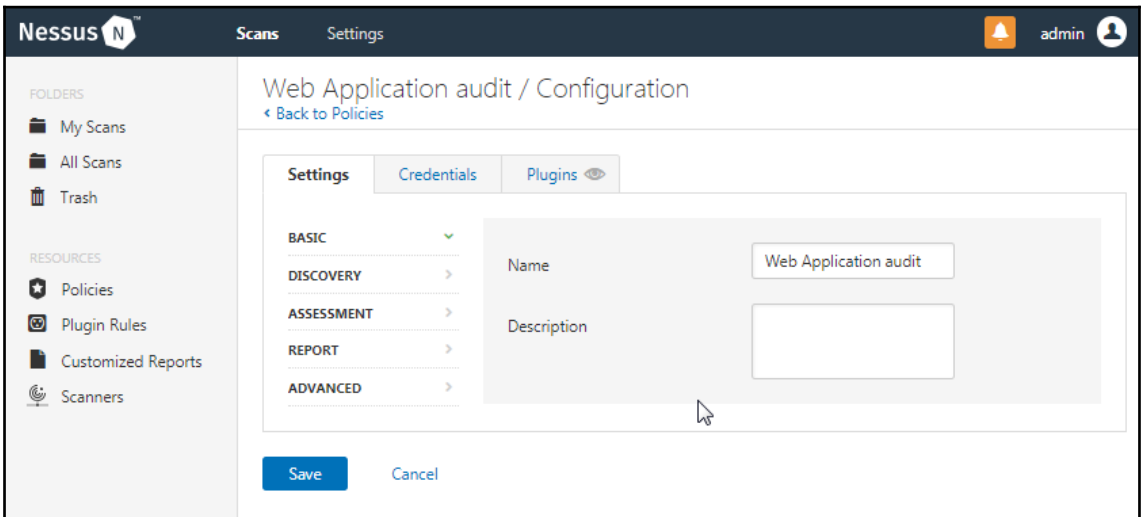 Nessus N ™
Scans Settings
admin
FOLDERS
My Scans
All Scans
Trash
RESOURCES
Policies
Plugin Rules
Customized Reports
Scanners
Web Application audit / Configuration
Back to Policies
Settings Credentials Plugins
BASIC
DISCOVERY
ASSESSMENT
REPORT
ADVANCED
Name Web Application audit
Description
Save Cancel